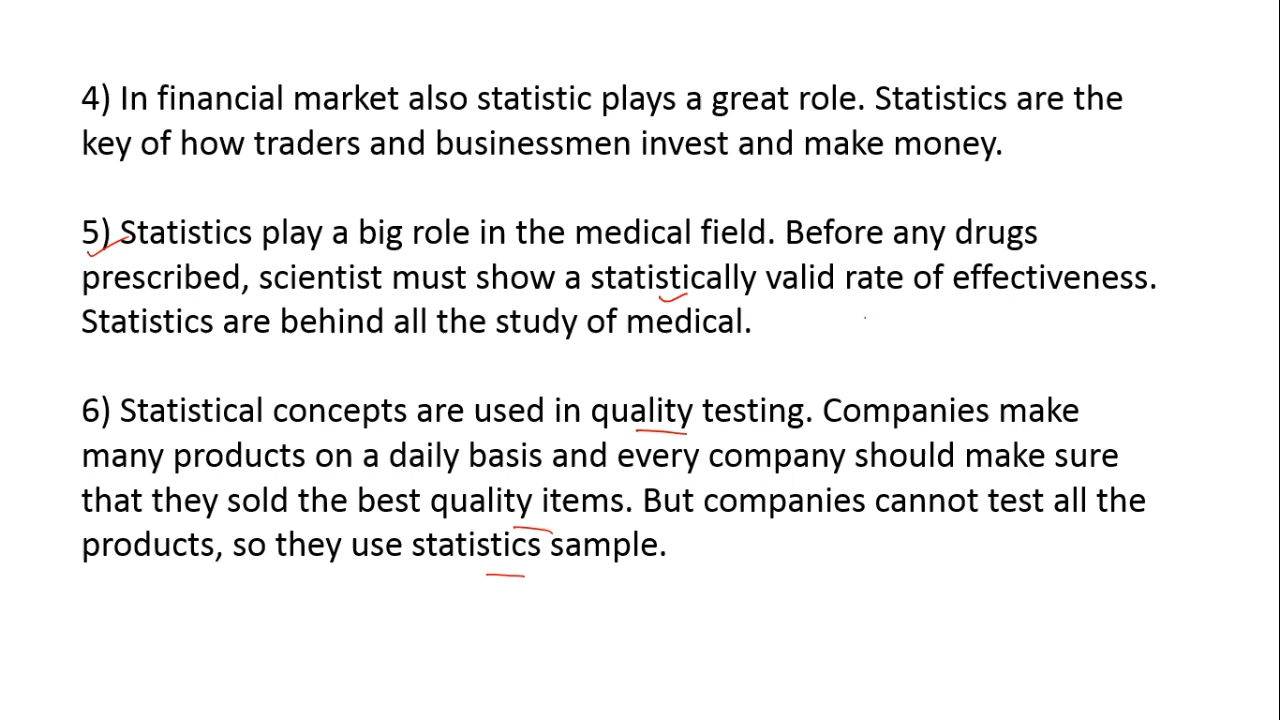 4) In financial market also statistic plays a great role. Statistics are the
key of how traders and businessmen invest and make money.
5) Statistics play a big role in the medical field. Before any drugs
prescribed, scientist must show a statistically valid rate of effectiveness.
Statistics are behind all the study of medical.
6) Statistical concepts are used in quality testing. Companies make
many products on a daily basis and every company should make sure
that they sold the best quality items. But companies cannot test all the
products, so they use statistics sample.